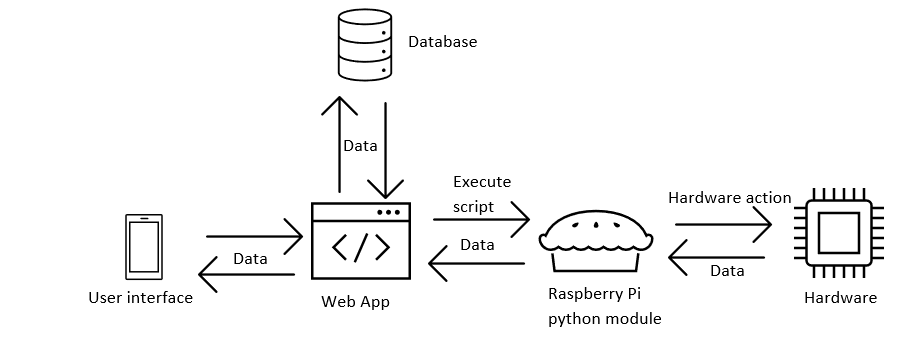 Database
Data
Execute
script
Hardware action
Data
Data
Data
User interface
Web App
Raspberry Pi
python module
Hardware